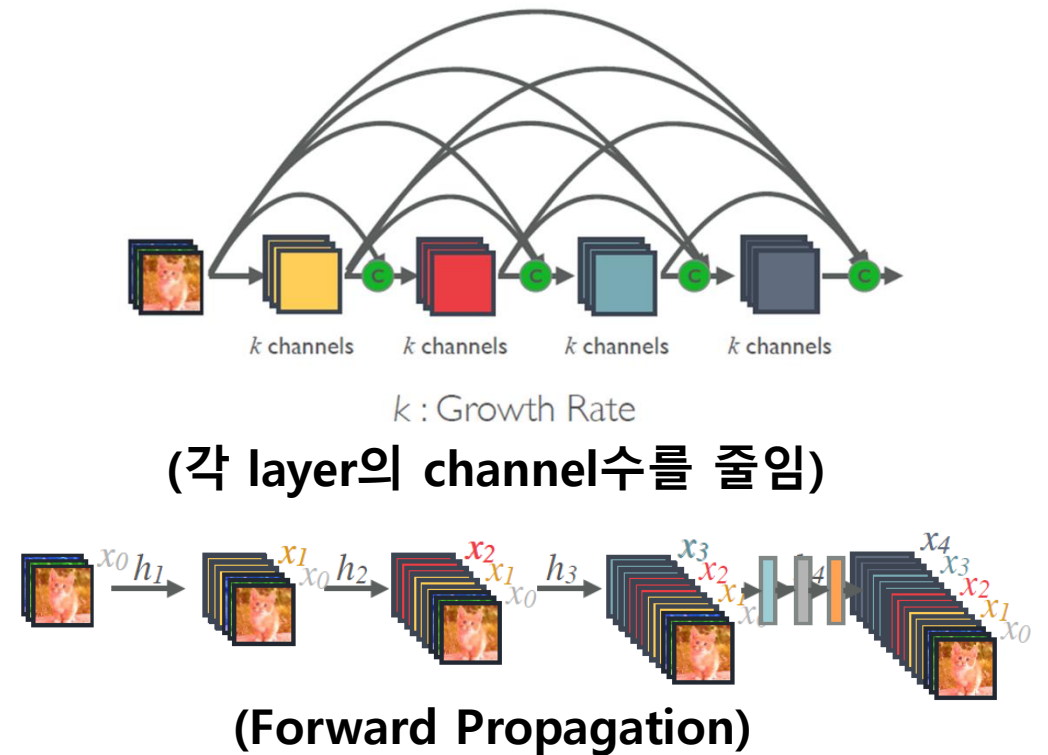 C C C C
k channels k channels k channels k channels
k : Growth Rate
(각 layer의 channel수를 줄임)
x0 h1 x1 x0 h2 x2 x1 x0 h3 x3 x2 x1 x0 4 x4 x3 x2 x1 x0
(Forward Propagation)